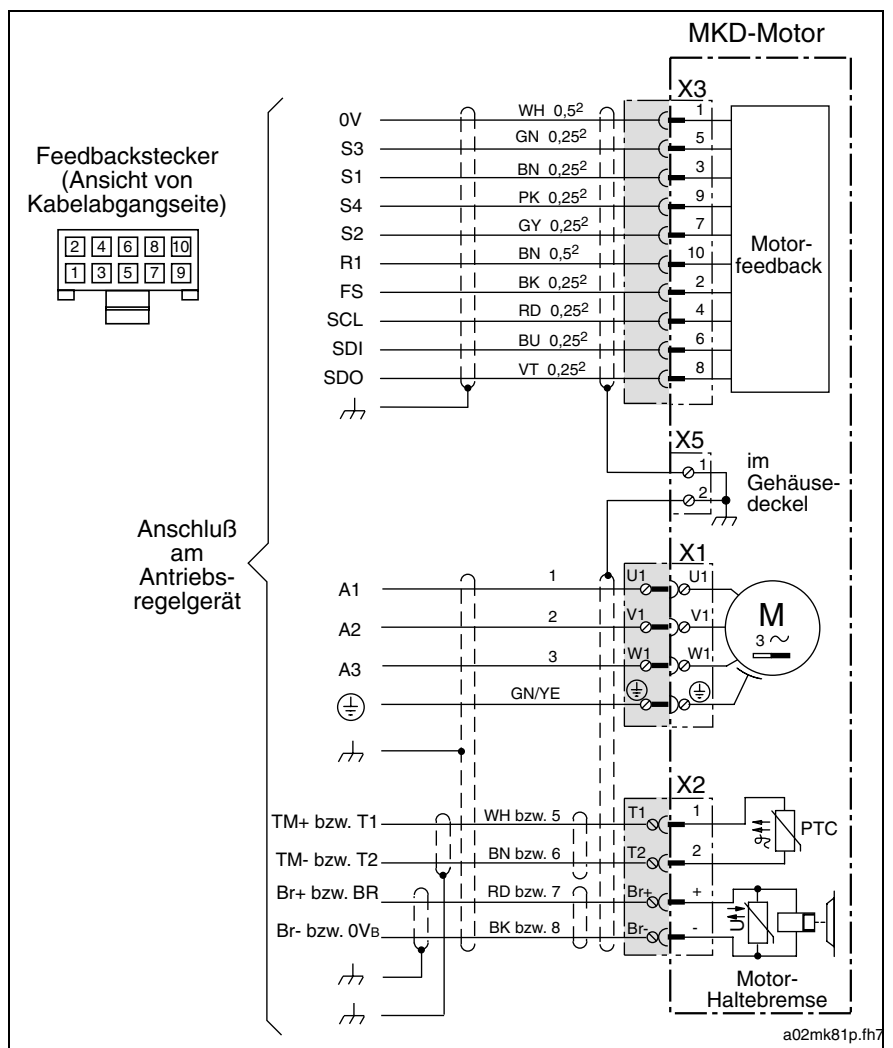 MKD-Motor
X3
0V WH 0,5² 1
S3 GN 0,25² 5
S1 BN 0,25² 3
S4 PK 0,25² 9
S2 GY 0,25² 7
R1 BN 0,5² 10
FS BK 0,25² 2
SCL RD 0,25² 4
SDI BU 0,25² 6
SDO VT 0,25² 8
Motor-
feedback
Feedbackstecker
(Ansicht von
Kabelabgangseite)
2 4 6 8 10
1 3 5 7 9
X5
1
2
im
Gehäuse-
deckel
Anschluß
am
Antriebs-
regelgerät
X1
A1 1 U1 U1
A2 2 V1 V1
A3 3 W1 W1
GN/YE
M
3 ~
X2
TM+ bzw. T1 WH bzw. 5 T1 1
TM- bzw. T2 BN bzw. 6 T2 2
Br+ bzw. BR RD bzw. 7 Br+ +
Br- bzw. 0VB BK bzw. 8 Br- -
ϑ
PTC
U
Motor-
Haltebremse
a02mk81p.fh7